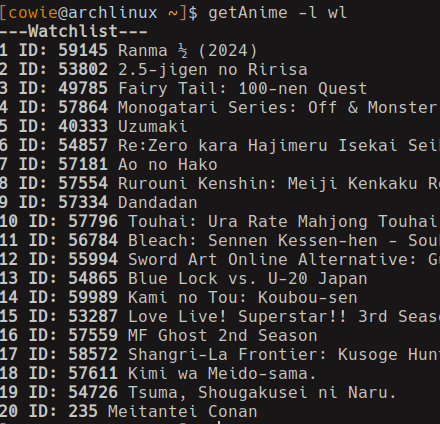 [cowie@archlinux ~]$ getAnime -l wl
---Watchlist---
1 ID: 59145 Ranma ½ (2024)
2 ID: 53802 2.5-jigen no Ririsa
3 ID: 49785 Fairy Tail: 100-nen Quest
4 ID: 57864 Monogatari Series: Off & Monster
5 ID: 40333 Uzumaki
6 ID: 54857 Re:Zero kara Hajimeru Isekai Sei
7 ID: 57181 Ao no Hako
8 ID: 57554 Rurouni Kenshin: Meiji Kenkaku R
9 ID: 57334 Dandadan
10 ID: 57796 Touhai: Ura Rate Mahjong Touhai
11 ID: 56784 Bleach: Sennen Kessen-hen - Sou
12 ID: 55994 Sword Art Online Alternative: G
13 ID: 54865 Blue Lock vs. U-20 Japan
14 ID: 59989 Kami no Tou: Koubou-sen
15 ID: 53287 Love Live! Superstar!! 3rd Seas
16 ID: 57559 MF Ghost 2nd Season
17 ID: 58572 Shangri-La Frontier: Kusoge Hun
18 ID: 57611 Kimi wa Meido-sama.
19 ID: 54726 Tsuma, Shougakusei ni Naru.
20 ID: 235 Meitantei Conan